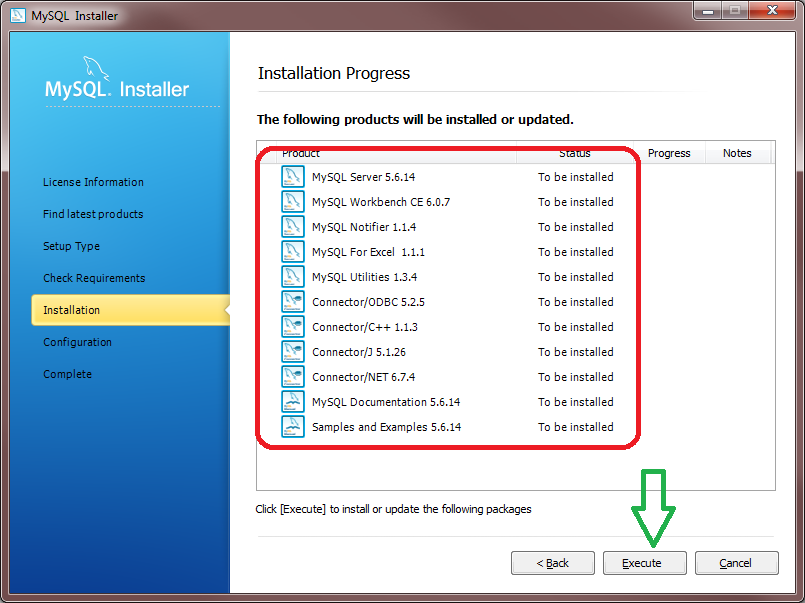 MySQL Installer
MySQL. Installer
License Information
Find latest products
Setup Type
Check Requirements
Installation
Configuration
Complete
Installation Progress
The following products will be installed or updated.
Product Status Progress Notes
MySQL Server 5.6.14 To be installed
MySQL Workbench CE 6.0.7 To be installed
MySQL Notifier 1.1.4 To be installed
MySQL For Excel 1.1.1 To be installed
MySQL Utilities 1.3.4 To be installed
Connector/ODBC 5.2.5 To be installed
Connector/C++ 1.1.3 To be installed
Connector/J 5.1.26 To be installed
Connector/NET 6.7.4 To be installed
MySQL Documentation 5.6.14 To be installed
Samples and Examples 5.6.14 To be installed
Click [Execute] to install or update the following packages
< Back Execute Cancel